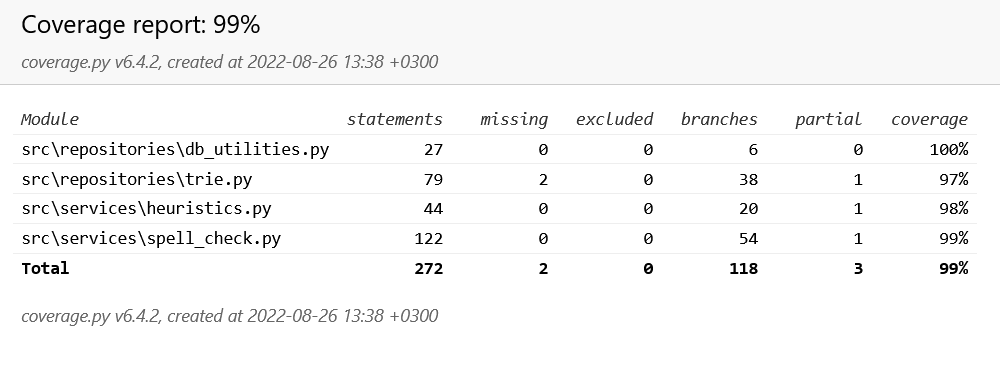 Coverage report: 99%
coverage.py v6.4.2, created at 2022-08-26 13:38 +0300
Module statements missing excluded branches partial coverage
src\repositories\db_utilities.py 27 0 0 6 0 100%
src\repositories\trie.py 79 2 0 38 1 97%
src\services\heuristics.py 44 0 0 20 1 98%
src\services\spell_check.py 122 0 0 54 1 99%
Total 272 2 0 118 3 99%
coverage.py v6.4.2, created at 2022-08-26 13:38 +0300